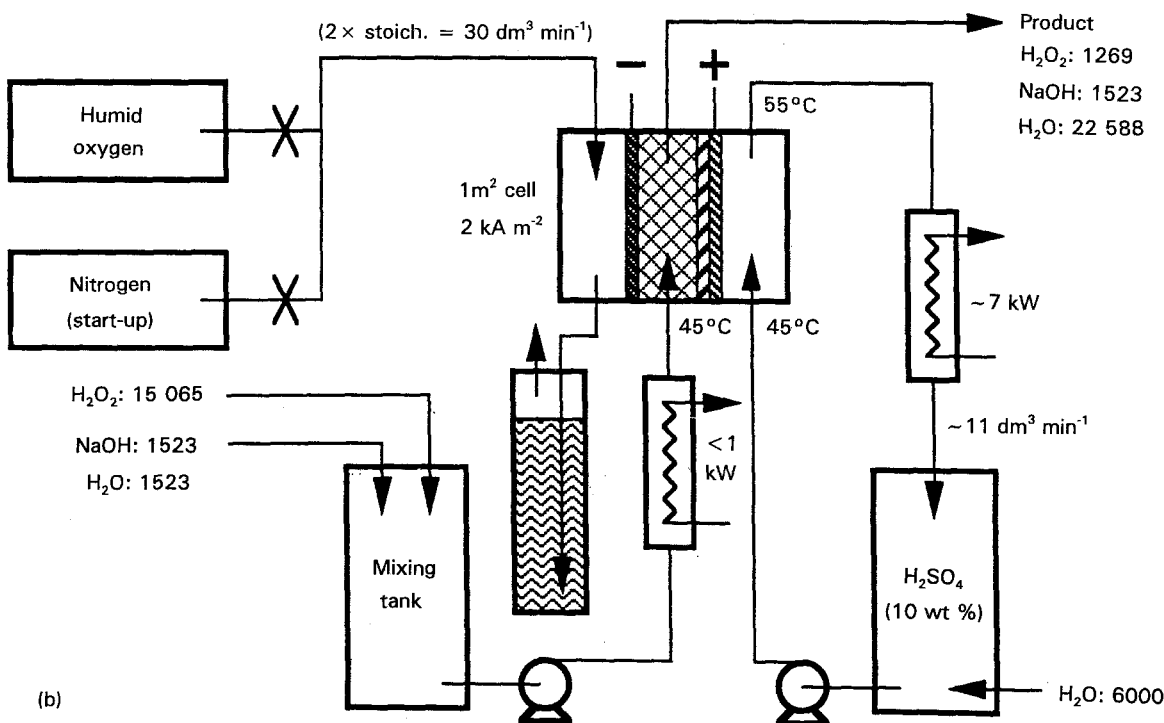 (2× stoich. = 30 dm³ min⁻¹)
Product
H₂O₂: 1269
NaOH: 1523
H₂O: 22 588
Humid
oxygen
−
+
55°C
1m² cell
2 kA m⁻²
Nitrogen
(start-up)
45°C
45°C
~7 kW
H₂O₂: 15 065
NaOH: 1523
H₂O: 1523
<1
kW
~11 dm³ min⁻¹
Mixing
tank
H₂SO₄
(10 wt %)
H₂O: 6000
(b)